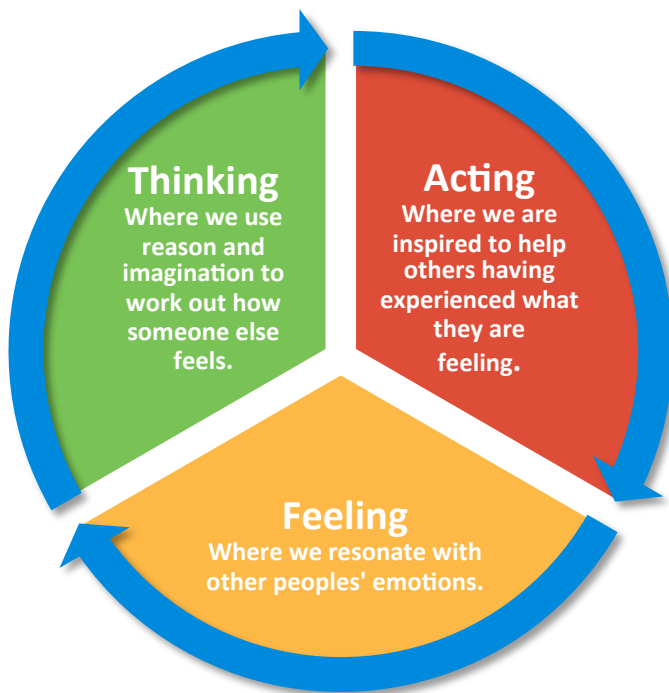 Thinking
Where we use
reason and
imagination to
work out how
someone else
feels.
Acting
Where we are
inspired to help
others having
experienced what
they are
feeling.
Feeling
Where we resonate with
other peoples' emotions.